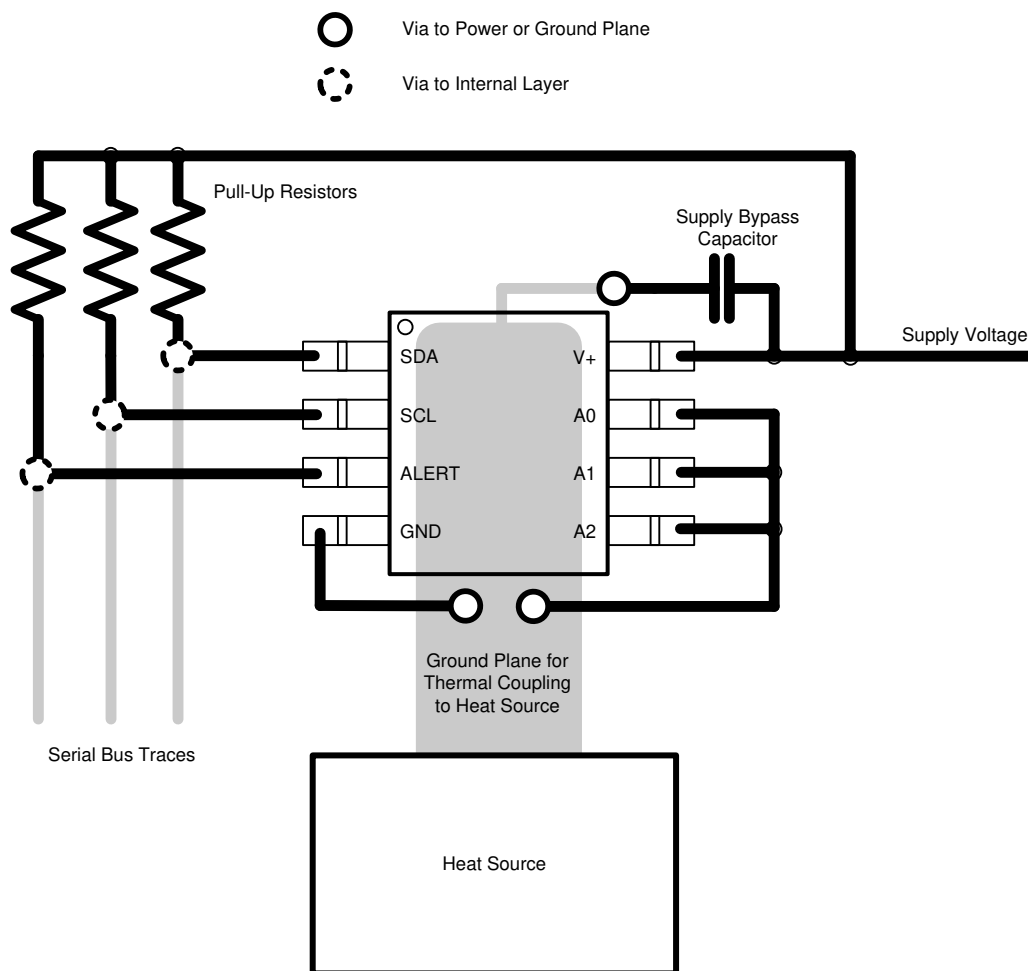 Via to Power or Ground Plane
Via to Internal Layer
Pull-Up Resistors
Supply Bypass
Capacitor
Supply Voltage
SDA
V+
SCL
A0
ALERT
A1
GND
A2
Ground Plane for
Thermal Coupling
to Heat Source
Serial Bus Traces
Heat Source